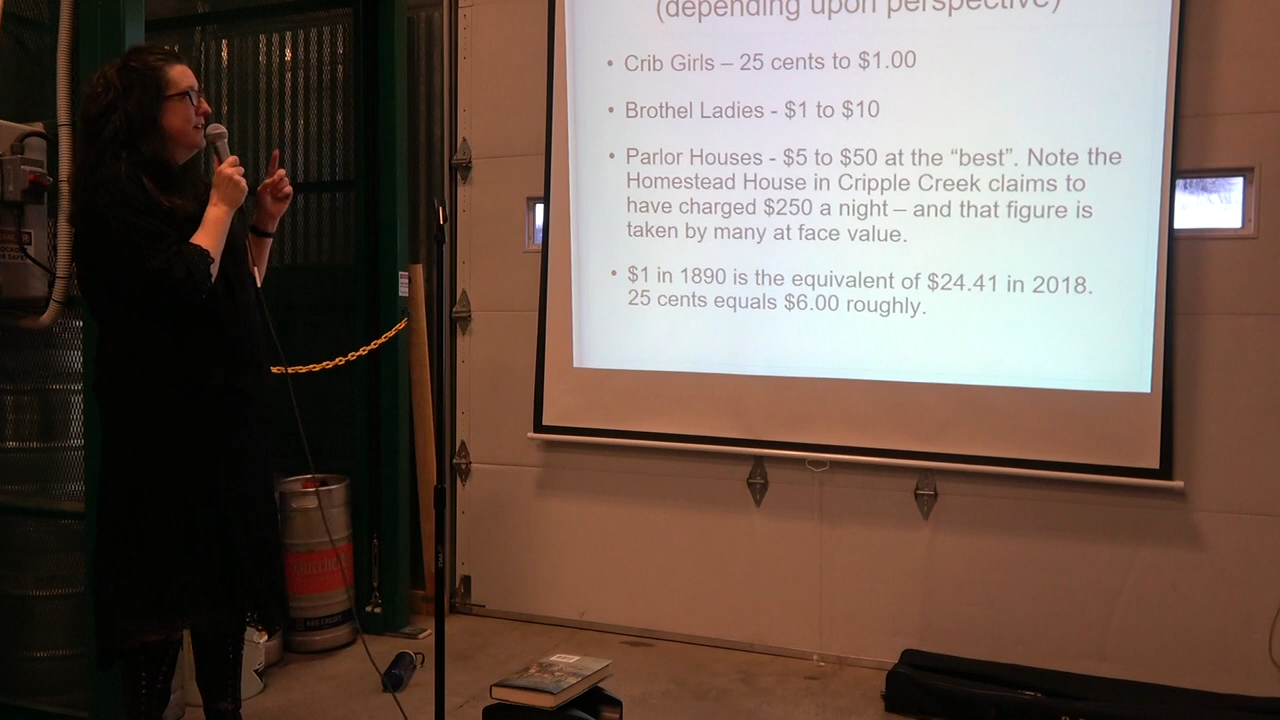 (depending upon perspective)
• Crib Girls – 25 cents to $1.00
• Brothel Ladies - $1 to $10
• Parlor Houses - $5 to $50 at the “best”. Note the
Homestead House in Cripple Creek claims to
have charged $250 a night – and that figure is
taken by many at face value.
• $1 in 1890 is the equivalent of $24.41 in 2018.
25 cents equals $6.00 roughly.
KEG CREDIT